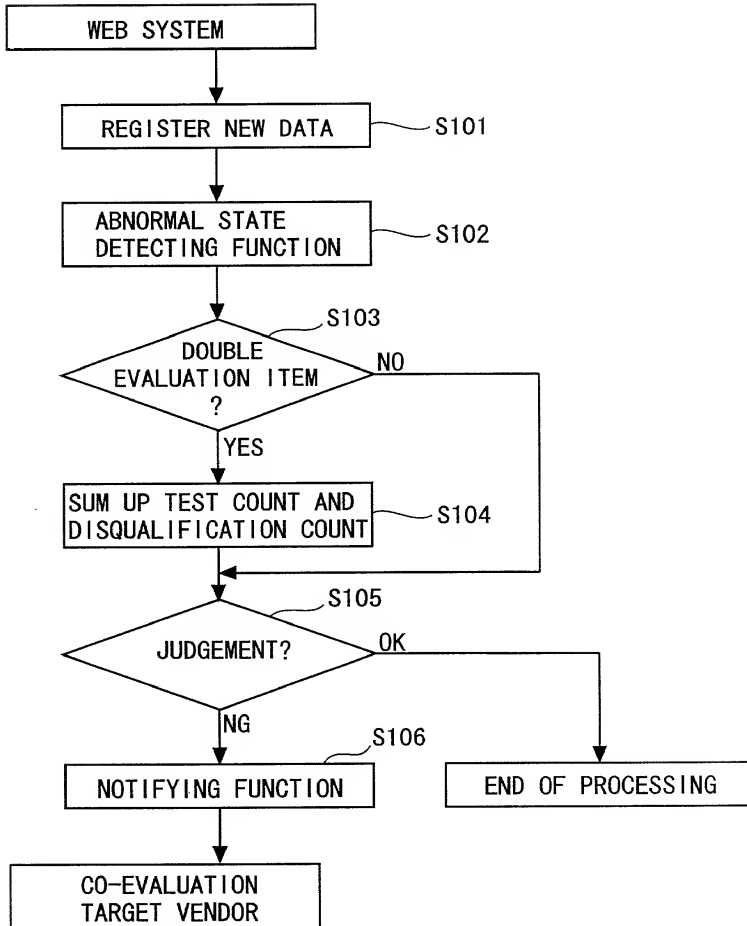 WEB SYSTEM
REGISTER NEW DATA
S101
ABNORMAL STATE
DETECTING FUNCTION
S102
S103
DOUBLE
EVALUATION ITEM
?
NO
YES
SUM UP TEST COUNT AND
DISQUALIFICATION COUNT
S104
S105
JUDGEMENT?
OK
NG
S106
NOTIFYING FUNCTION
END OF PROCESSING
CO-EVALUATION
TARGET VENDOR